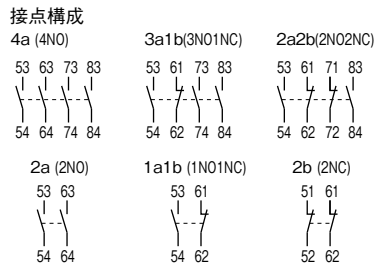 接点構成
4a (4NO) 3a1b(3NO1NC) 2a2b(2NO2NC)
53 63 73 83 53 61 73 83 53 61 71 83
54 64 74 84 54 62 74 84 54 62 72 84
2a (2NO) 1a1b (1NO1NC) 2b (2NC)
53 63 53 61 51 61
54 64 54 62 52 62